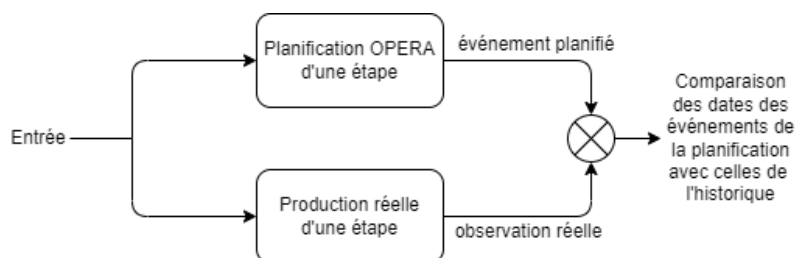 Planification OPERA
d'une étape
événement planifié
Entrée
Comparaison
des dates des
événements de
la planification
avec celles de
l'historique
Production réelle
d'une étape
observation réelle